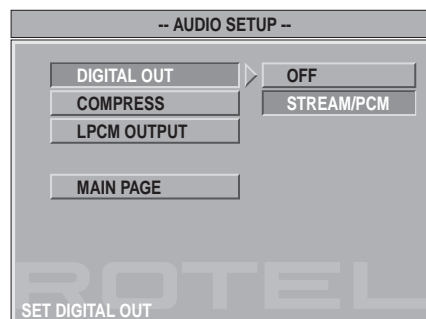 -- AUDIO SETUP --
DIGITAL OUT
OFF
COMPRESS
STREAM/PCM
LPCM OUTPUT
MAIN PAGE
ROTEL
SET DIGITAL OUT